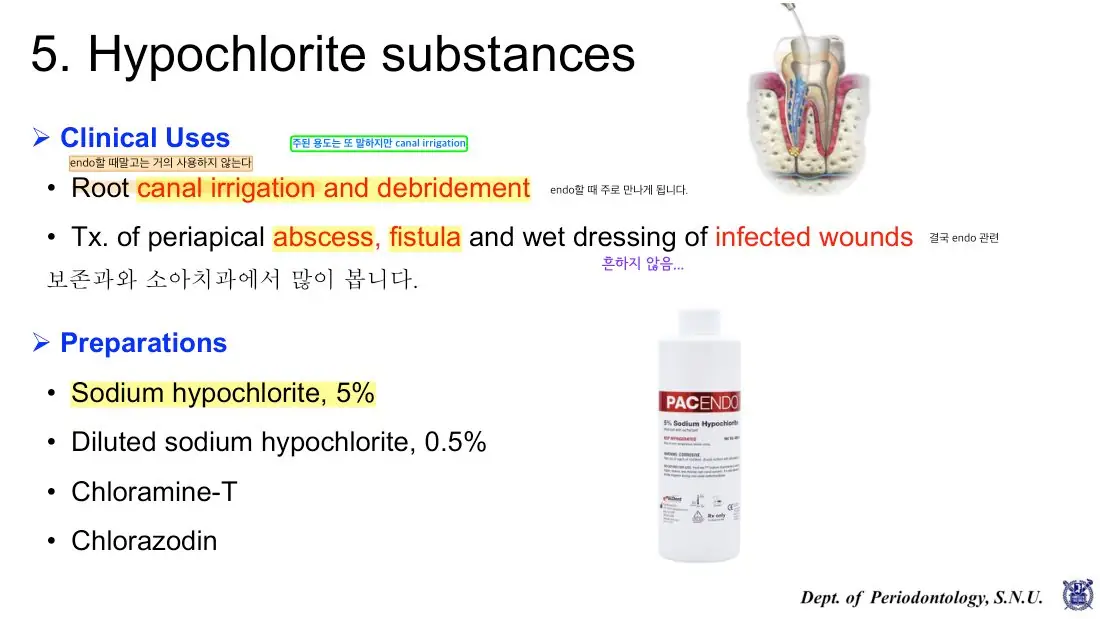 5. Hypochlorite substances
➢ Clinical Uses
주된 용도는 또 말하지만 canal irrigation
endo할 때말고는 거의 사용하지 않는다
• Root canal irrigation and debridement
endo할 때 주로 만나게 됩니다.
• Tx. of periapical abscess, fistula and wet dressing of infected wounds
결국 endo 관련
흔하지 않음...
보존과와 소아치과에서 많이 봅니다.
➢ Preparations
• Sodium hypochlorite, 5%
• Diluted sodium hypochlorite, 0.5%
• Chloramine-T
• Chlorazodin
PACENDO
5% Sodium Hypochlorite
KEEP REFRIGERATED
WARNING: CORROSIVE
Rx only
Dept. of Periodontology, S.N.U.